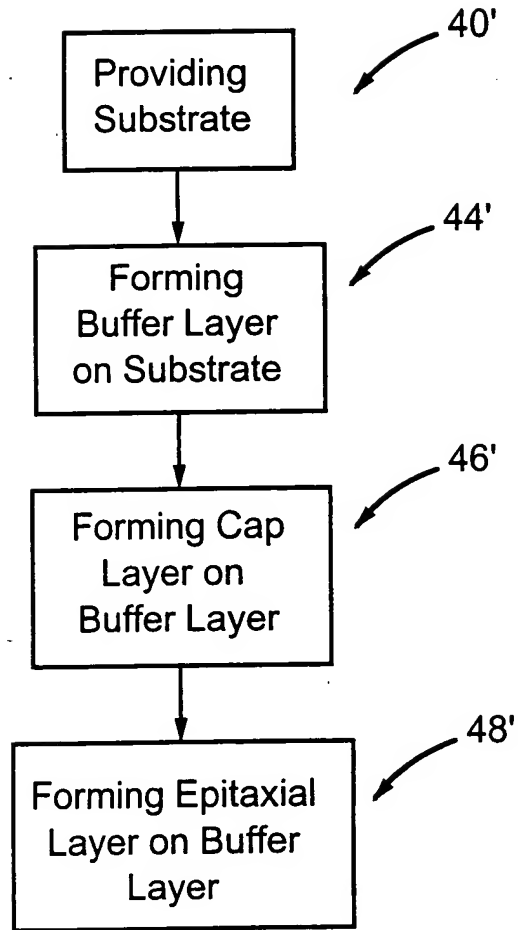 40'
Providing
Substrate
44'
Forming
Buffer Layer
on Substrate
46'
Forming Cap
Layer on
Buffer Layer
48'
Forming Epitaxial
Layer on Buffer
Layer